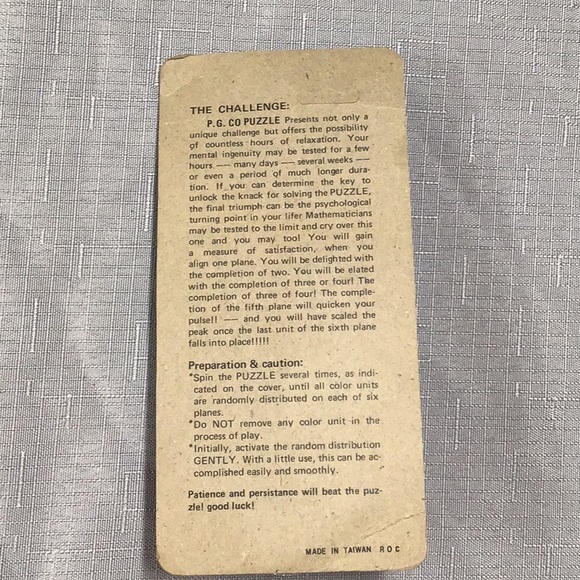 THE CHALLENGE:
P.G. CO PUZZLE Presents not only a
unique challenge but offers the possibility
of countless hours of relaxation. Your
mental ingenuity may be tested for a few
hours —— many days —— several weeks ——
or even a period of much longer dura-
tion. If you can determine the key to
unlock the knack for solving the PUZZLE,
the final triumph can be the psychological
turning point in your lifer Mathematicians
may be tested to the limit and cry over this
one and you may too! You will gain
a measure of satisfaction, when you
align one plane. You will be delighted with
the completion of two. You will be elated
with the completion of three or four! The
completion of three of four! The comple-
tion of the fifth plane will quicken your
pulse!! —— and you will have scaled the
peak once the last unit of the sixth plane
falls into place!!!!!
Preparation & caution:
*Spin the PUZZLE several times, as indi-
cated on the cover, until all color units
are randomly distributed on each of six
planes.
*Do NOT remove any color unit in the
process of play.
*Initially, activate the random distribution
GENTLY. With a little use, this can be ac-
complished easily and smoothly.
Patience and persistance will beat the puz-
zle! good luck!
MADE IN TAIWAN R O C